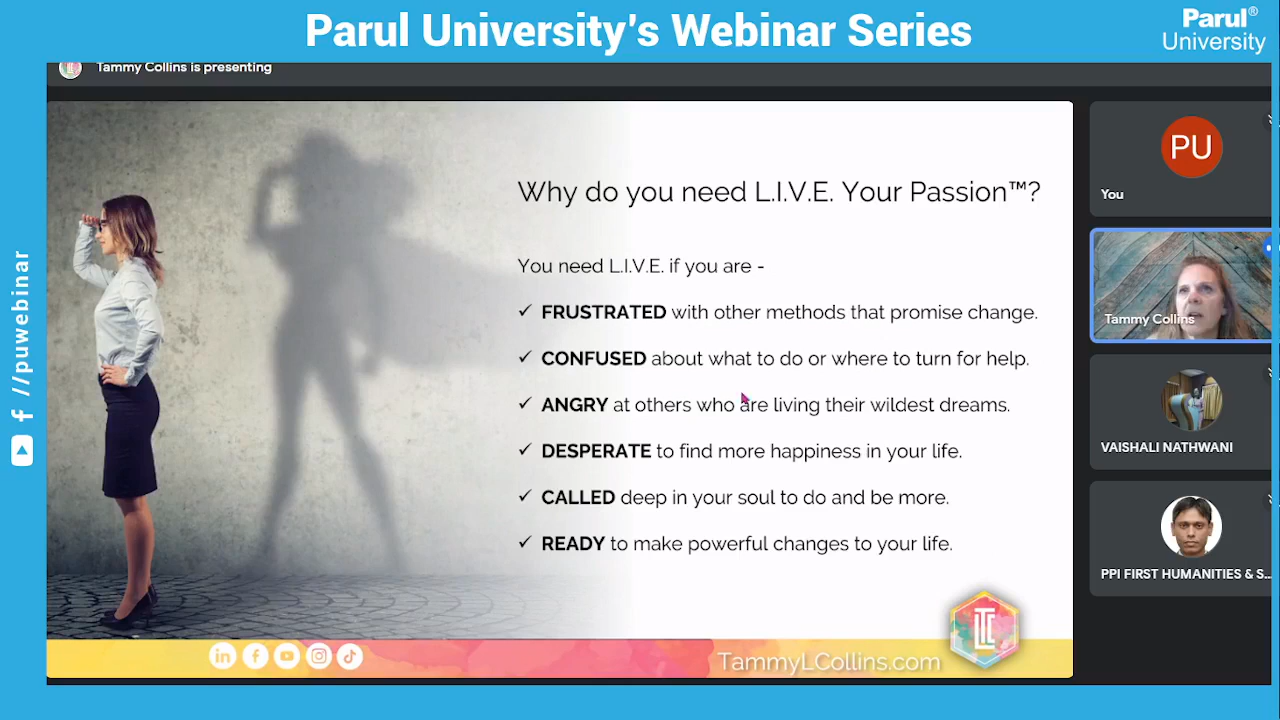 Parul University's Webinar Series
Parul®
University
Tammy Collins is presenting
//puwebinar
Why do you need L.I.V.E. Your Passion™?
You need L.I.V.E. if you are -
✓ FRUSTRATED with other methods that promise change.
✓ CONFUSED about what to do or where to turn for help.
✓ ANGRY at others who are living their wildest dreams.
✓ DESPERATE to find more happiness in your life.
✓ CALLED deep in your soul to do and be more.
✓ READY to make powerful changes to your life.
TammyLCollins.com
PU
You
Tammy Collins
VAISHALI NATHWANI
PPI FIRST HUMANITIES & S...